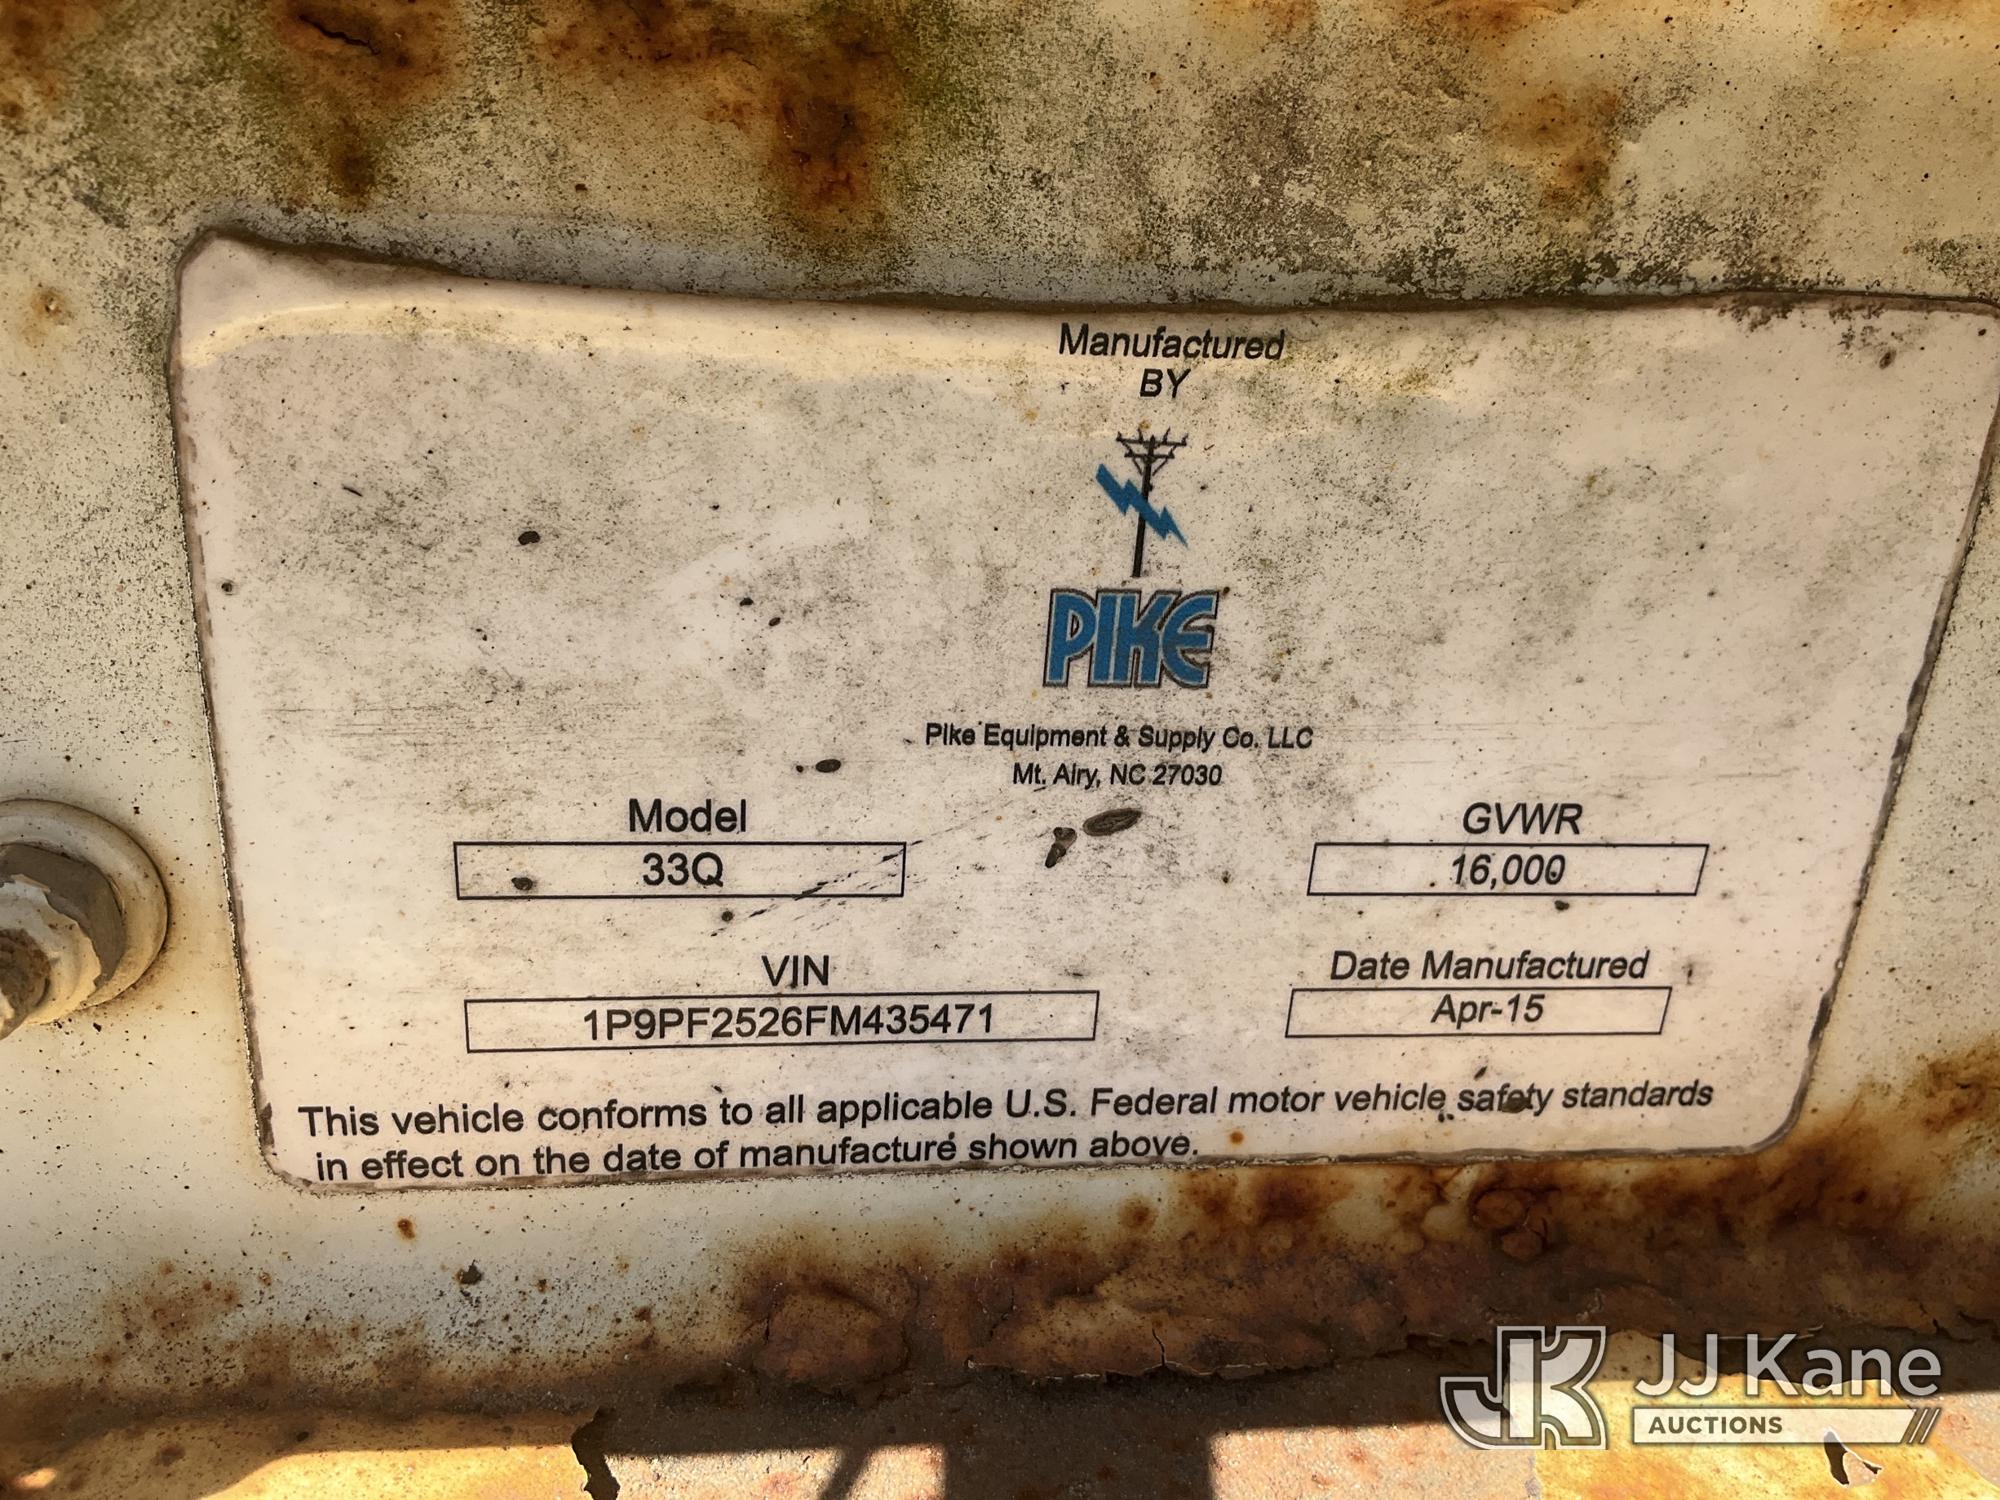 Manufactured
BY
PIKE
Pike Equipment & Supply Co. LLC
Mt. Airy, NC 27030
Model
33Q
GVWR
16,000
VIN
1P9PF2526FM435471
Date Manufactured
Apr-15
This vehicle conforms to all applicable U.S. Federal motor vehicle safety standards
in effect on the date of manufacture shown above.
JK JJ Kane
AUCTIONS